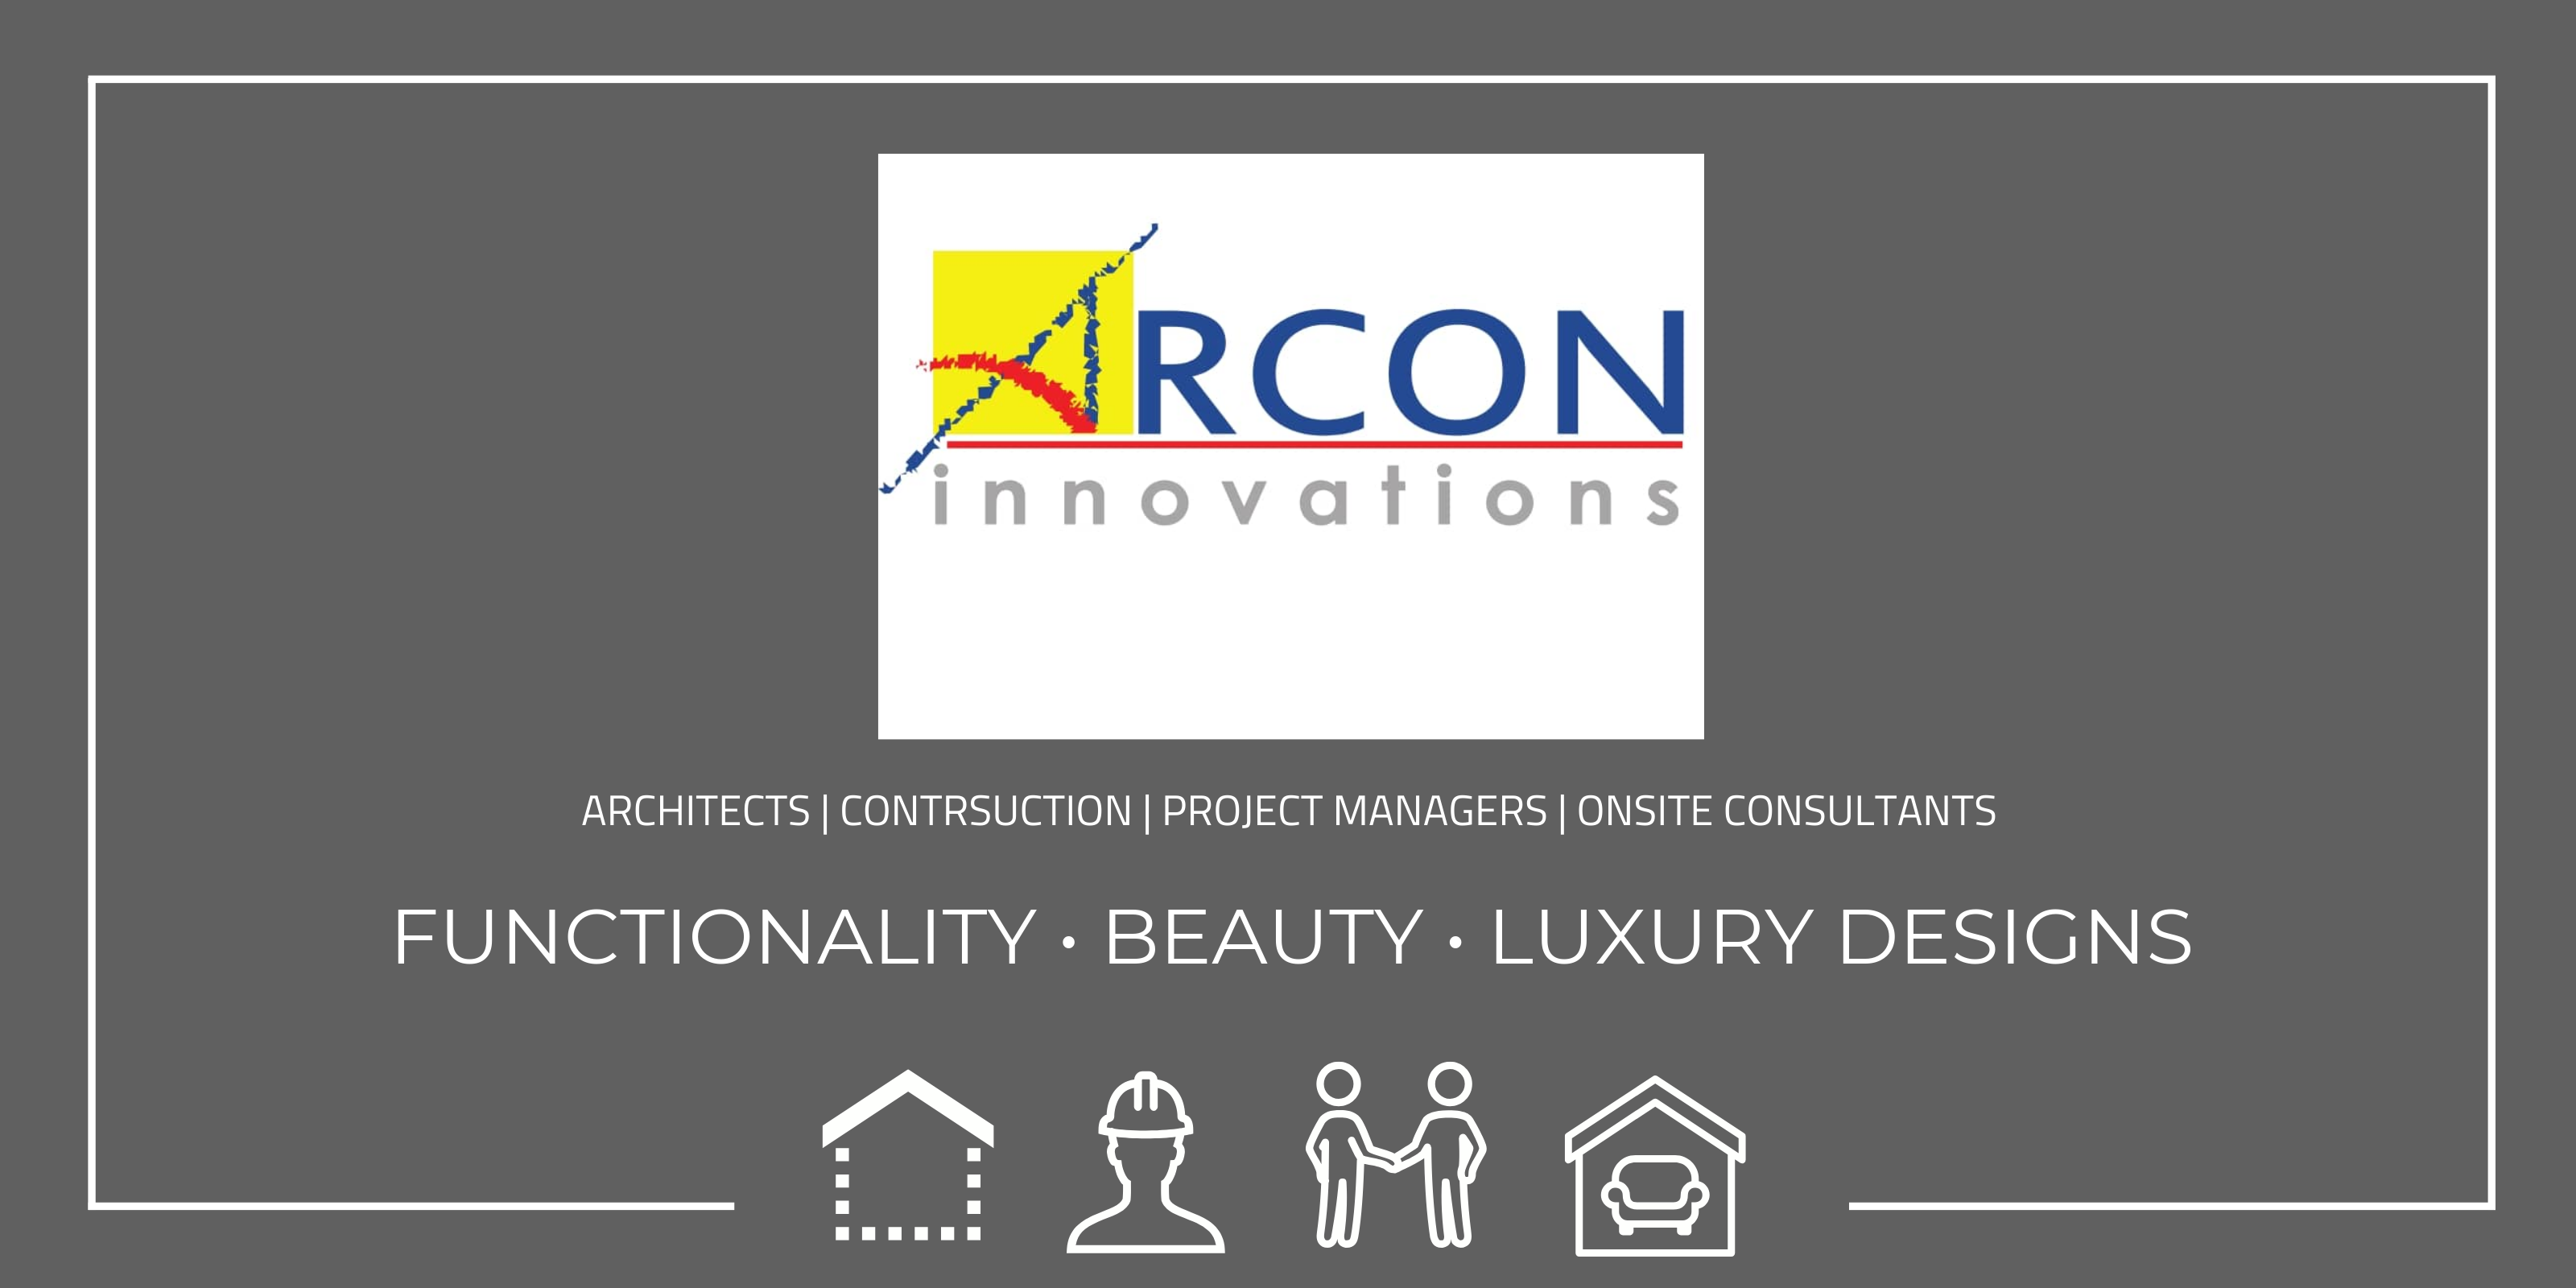 ARCON
innovations
ARCHITECTS | CONTRSUCTION | PROJECT MANAGERS | ONSITE CONSULTANTS
FUNCTIONALITY • BEAUTY • LUXURY DESIGNS